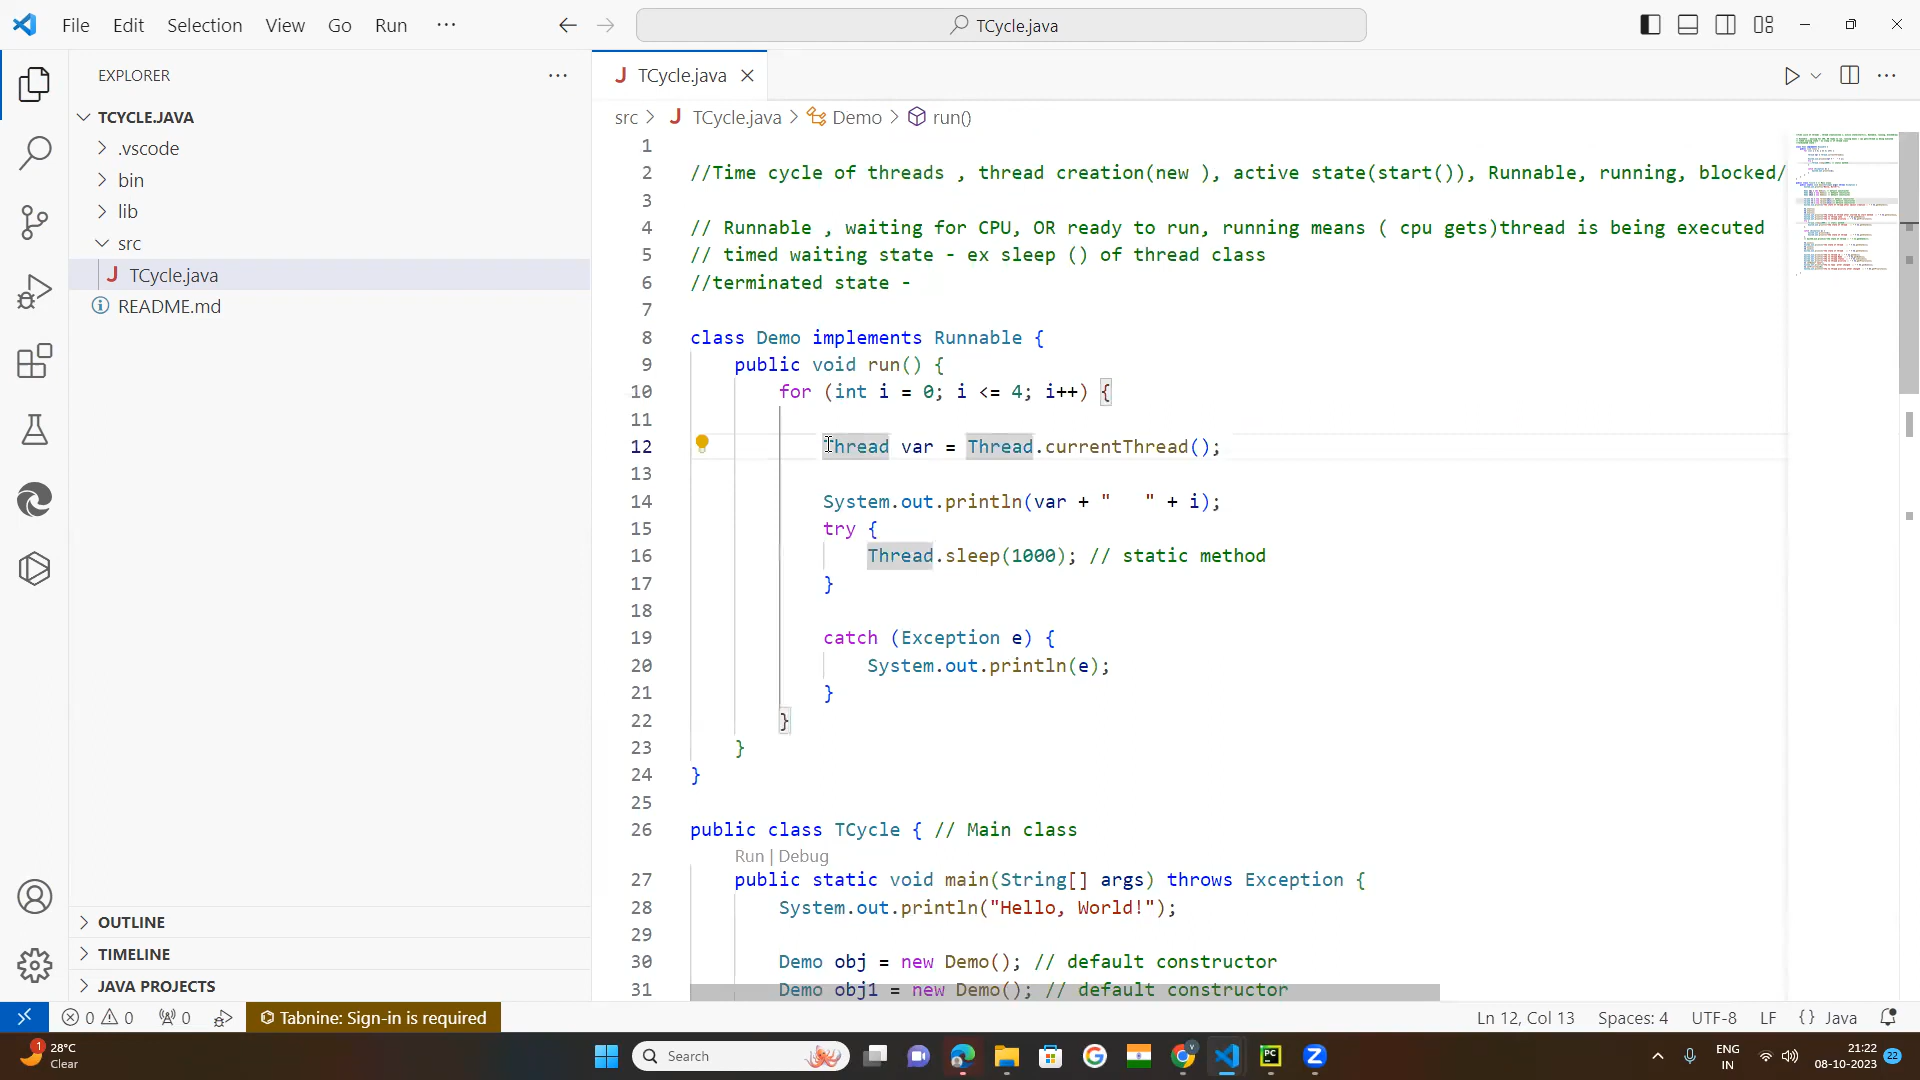 File Edit Selection View Go Run ···
TCycle.java
EXPLORER
TCYCLE.JAVA
.vscode
bin
lib
src
J TCycle.java
README.md
OUTLINE
TIMELINE
JAVA PROJECTS
J TCycle.java
src > J TCycle.java > Demo > run()
1
2 //Time cycle of threads , thread creation(new ), active state(start()), Runnable, running, blocked/
3
4 // Runnable , waiting for CPU, OR ready to run, running means ( cpu gets)thread is being executed
5 // timed waiting state - ex sleep () of thread class
6 //terminated state -
7
8 class Demo implements Runnable {
9 public void run() {
10 for (int i = 0; i <= 4; i++) {
11
12 Thread var = Thread.currentThread();
13
14 System.out.println(var + "   " + i);
15 try {
16 Thread.sleep(1000); // static method
17 }
18
19 catch (Exception e) {
20 System.out.println(e);
21 }
22 }
23 }
24 }
25
26 public class TCycle { // Main class
Run | Debug
27 public static void main(String[] args) throws Exception {
28 System.out.println("Hello, World!");
29
30 Demo obj = new Demo(); // default constructor
31 Demo obj1 = new Demo(); // default constructor
0 0 0 Tabnine: Sign-in is required Ln 12, Col 13 Spaces: 4 UTF-8 LF {} Java
1 28°C
Clear
Search
PC
Z
ENG
IN
21:22
08-10-2023
22